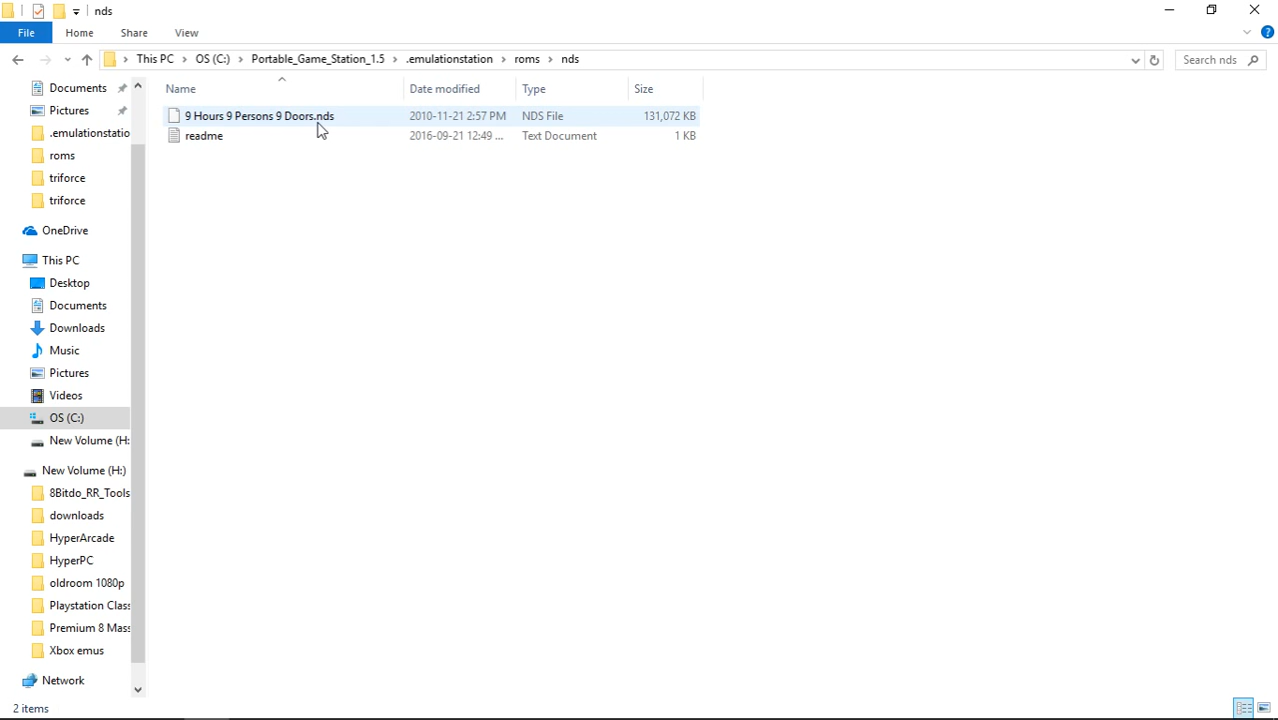 nds
File Home Share View
This PC OS (C:) Portable_Game_Station_1.5 .emulationstation roms nds Search nds
Name Date modified Type Size
9 Hours 9 Persons 9 Doors.nds 2010-11-21 2:57 PM NDS File 131,072 KB
readme 2016-09-21 12:49 ... Text Document 1 KB
Documents
Pictures
.emulationstatio
roms
triforce
triforce
OneDrive
This PC
Desktop
Documents
Downloads
Music
Pictures
Videos
OS (C:)
New Volume (H:
New Volume (H:)
8Bitdo_RR_Tools
downloads
HyperArcade
HyperPC
oldroom 1080p
Playstation Class
Premium 8 Mass
Xbox emus
Network
2 items